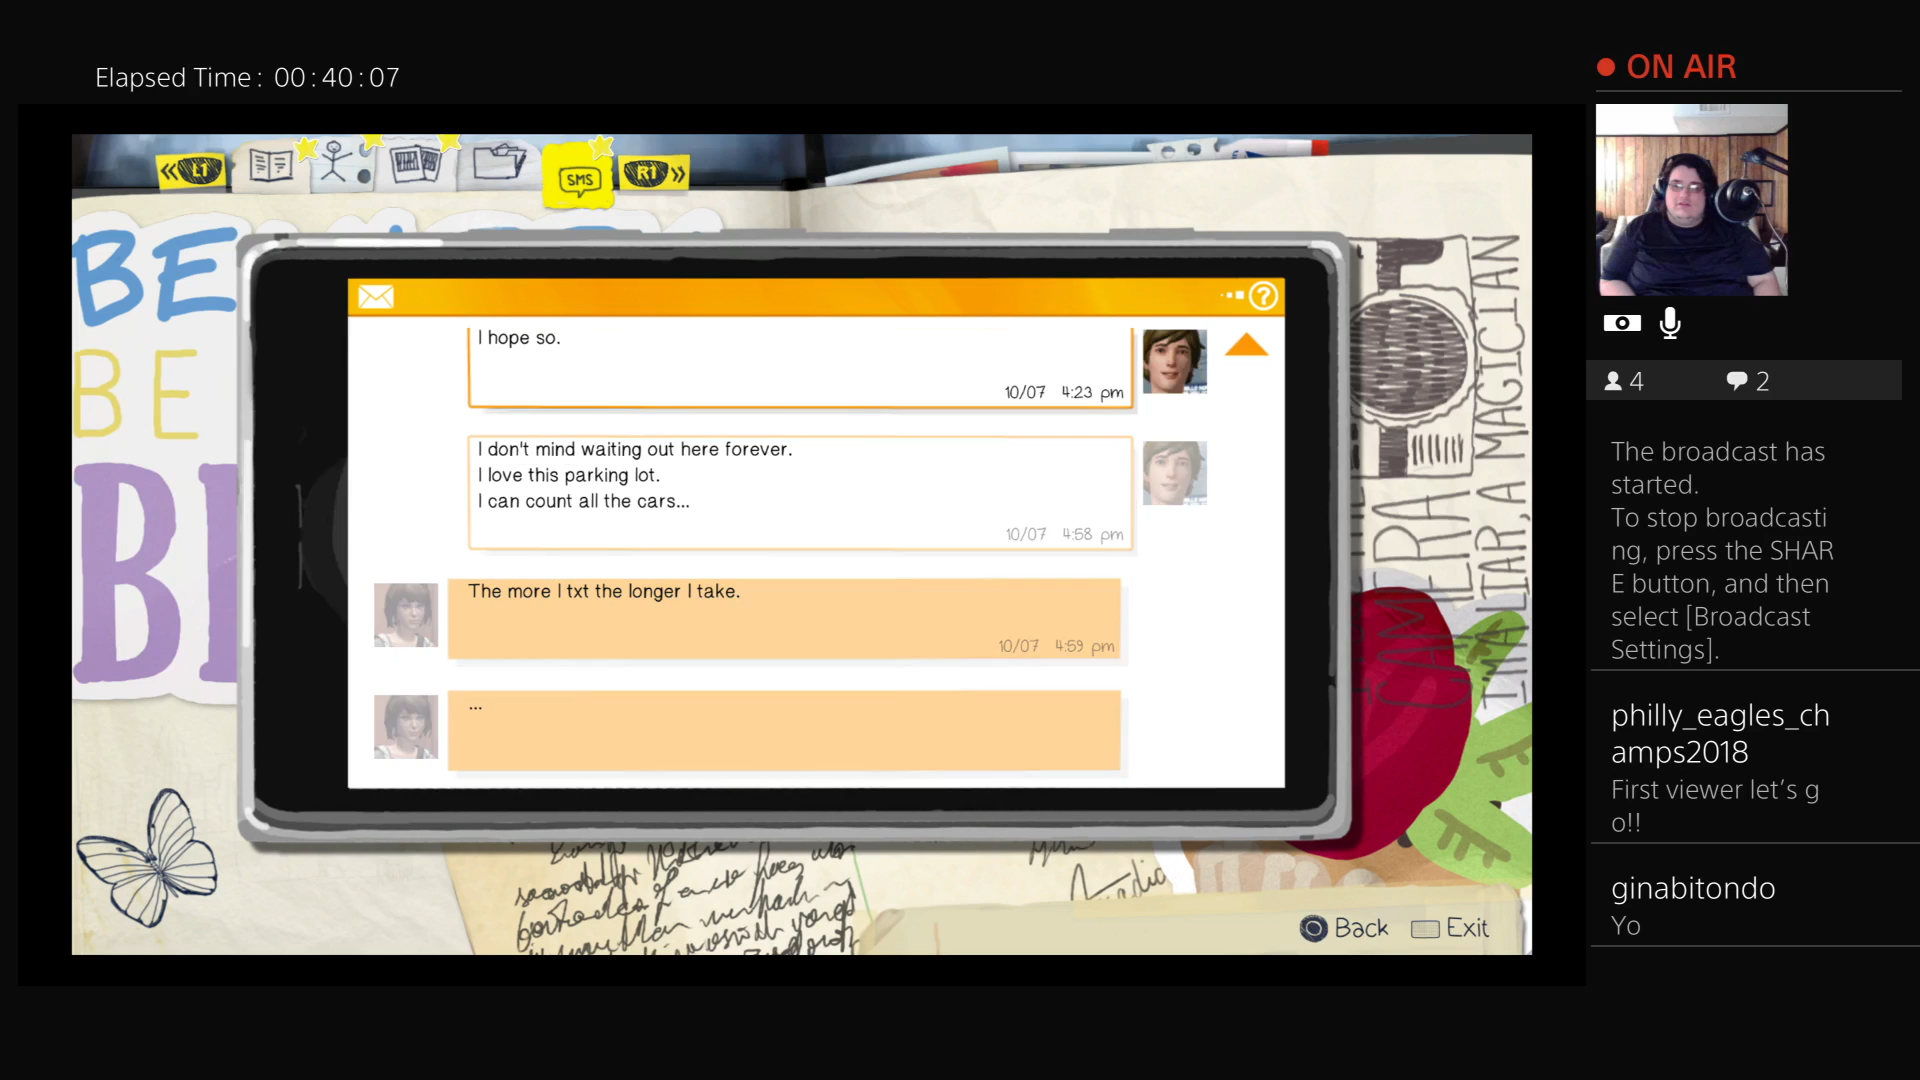 Elapsed Time: 00:40:07
ON AIR
L1
SMS
R1
BE
BE
I hope so.
10/07 4:23 pm
I don't mind waiting out here forever.
I love this parking lot.
I can count all the cars...
10/07 4:58 pm
The more I txt the longer I take.
10/07 4:59 pm
...
CAMERA
I'M A LIAR, A MAGICIAN
Back
Exit
4
2
The broadcast has
started.
To stop broadcasti
ng, press the SHAR
E button, and then
select [Broadcast
Settings].
philly_eagles_ch
amps2018
First viewer let's g
o!!
ginabitondo
Yo